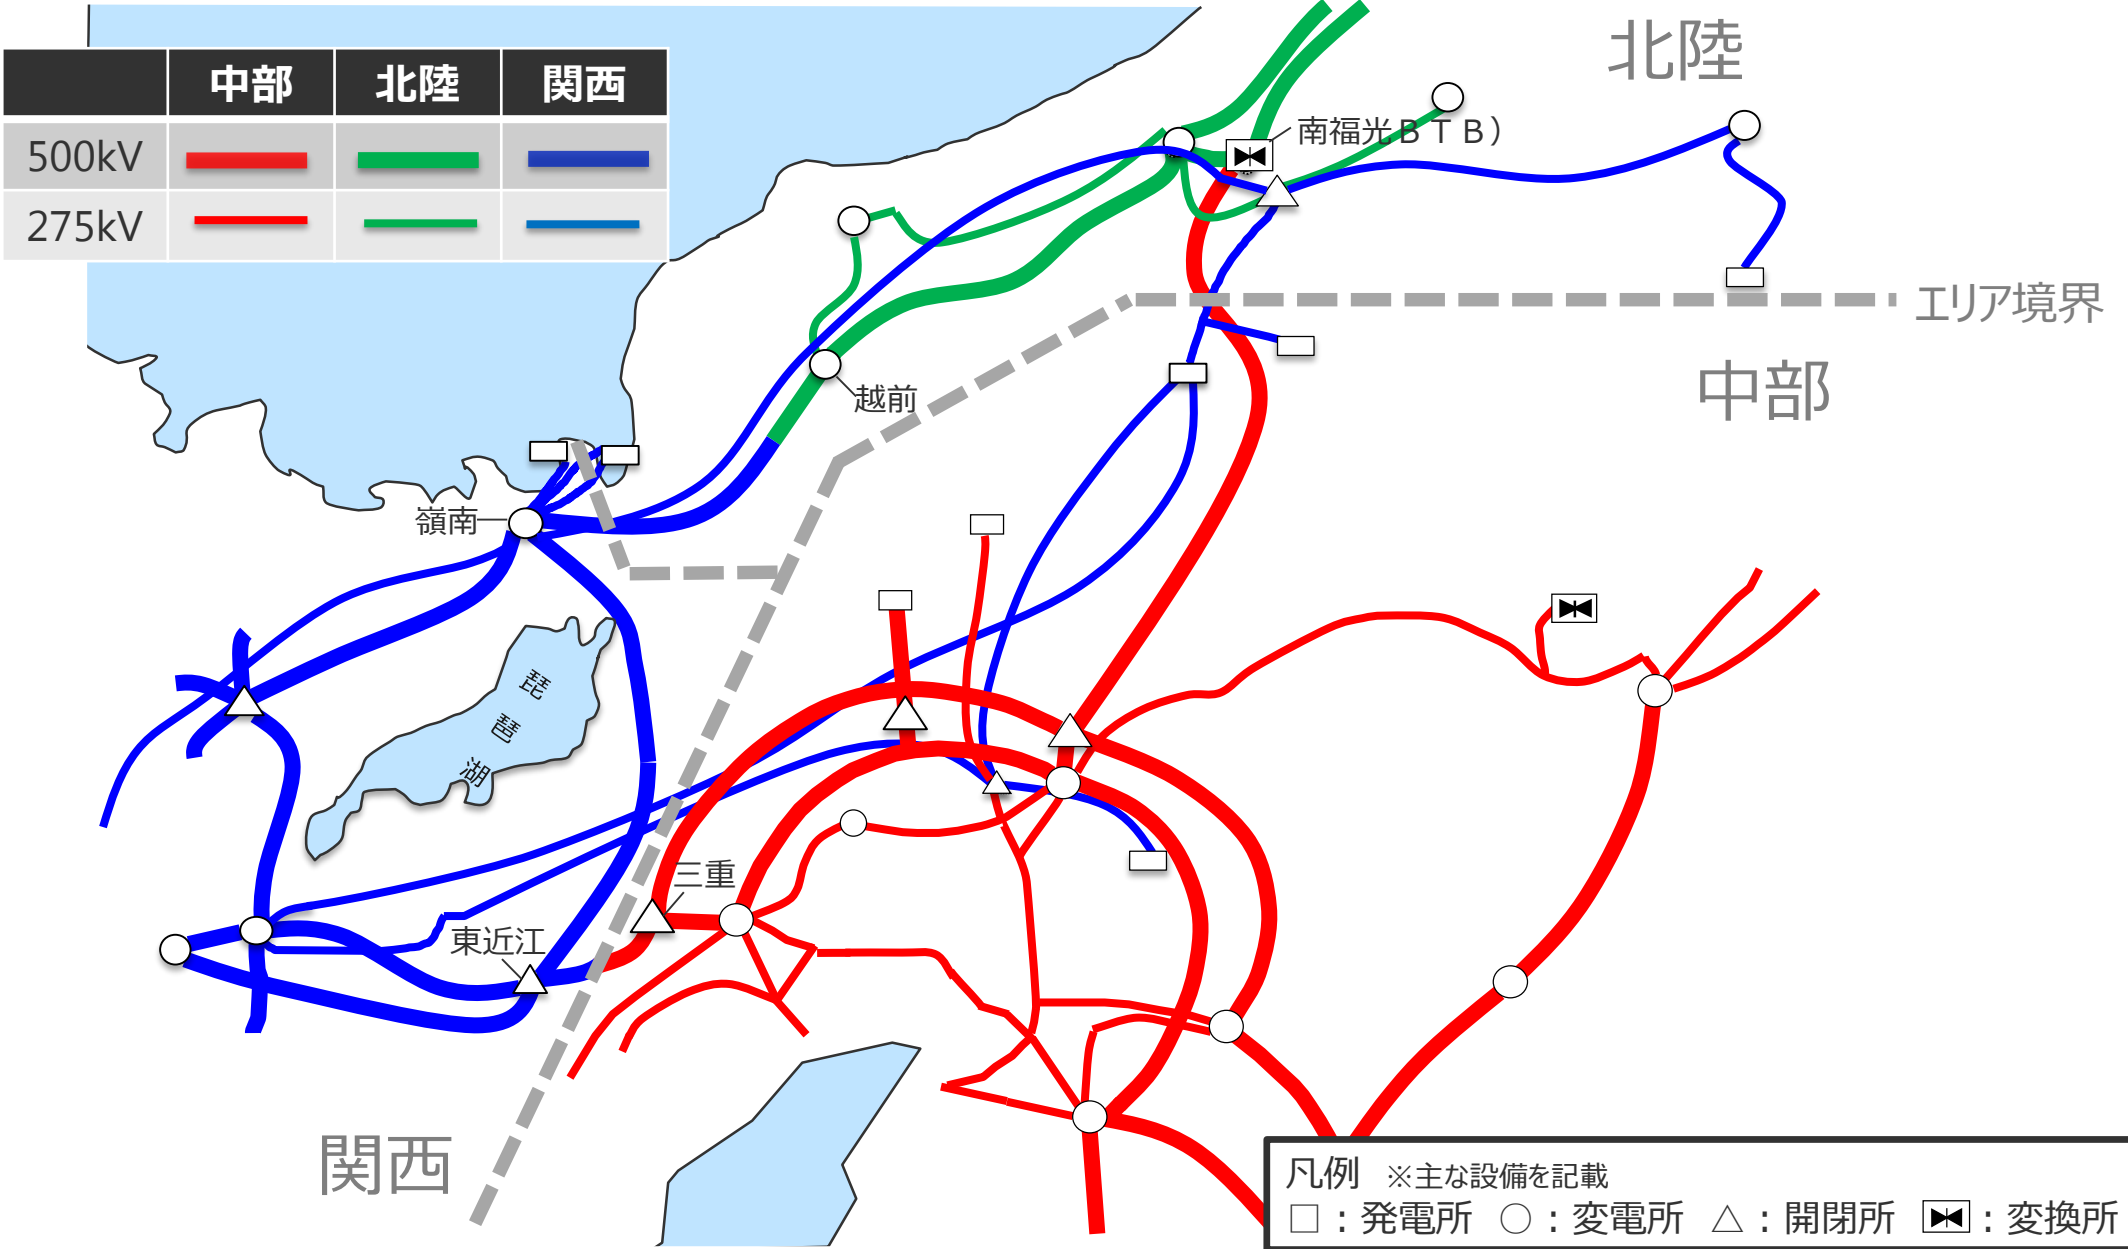 北陸
中部 北陸 関西
500kV
275kV
南福光ＢＴＢ）
エリア境界
中部
越前
嶺南
琵琶湖
三重
東近江
関西
凡例 ※主な設備を記載
□：発電所 ○：変電所 △：開閉所 ：変換所